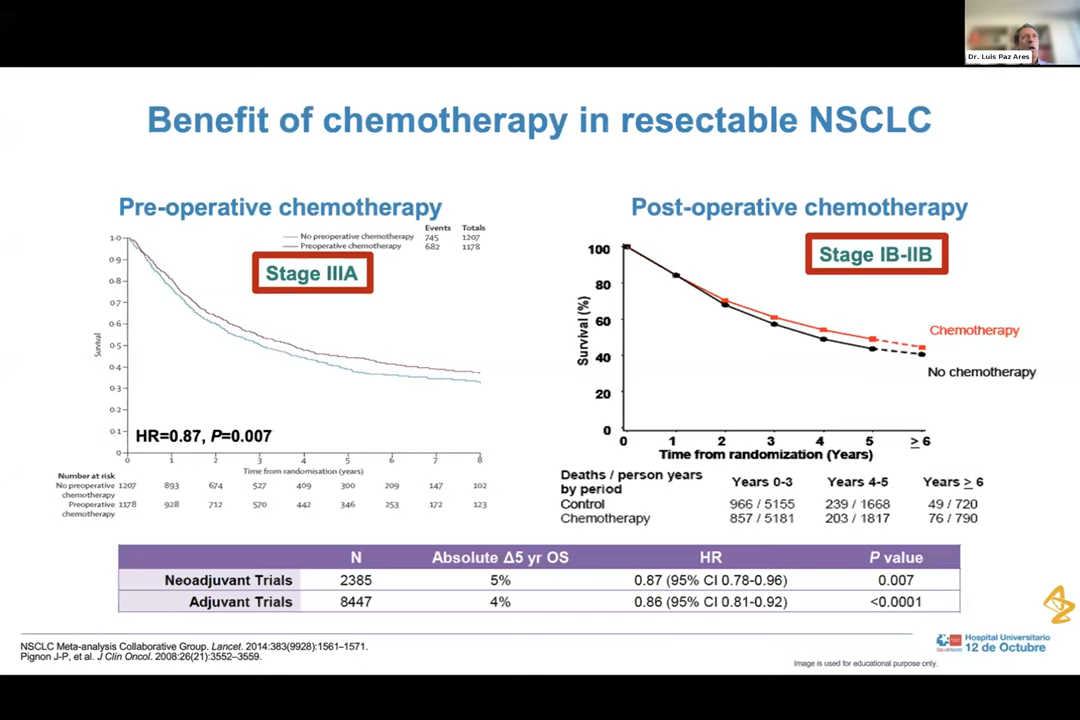 Dr. Luis Paz Ares
Benefit of chemotherapy in resectable NSCLC
Pre-operative chemotherapy
Events Totals
No preoperative chemotherapy 745 1207
Preoperative chemotherapy 682 1178
Stage IIIA
1·0
0·9
0·8
0·7
0·6
0·5
0·4
0·3
0·2
0·1
0
Survival
HR=0.87, P=0.007
0 1 2 3 4 5 6 7 8
Time from randomisation (years)
Number at risk
No preoperative chemotherapy 1207 893 674 527 409 300 209 147 102
Preoperative chemotherapy 1178 928 712 570 442 346 253 172 123
Post-operative chemotherapy
Stage IB-IIB
100
80
60
40
20
0
Survival (%)
Chemotherapy
No chemotherapy
0 1 2 3 4 5 ≥ 6
Time from randomization (Years)
Deaths / person years by period Years 0-3 Years 4-5 Years ≥ 6
Control 966 / 5155 239 / 1668 49 / 720
Chemotherapy 857 / 5181 203 / 1817 76 / 790
N Absolute Δ5 yr OS HR P value
Neoadjuvant Trials 2385 5% 0.87 (95% CI 0.78-0.96) 0.007
Adjuvant Trials 8447 4% 0.86 (95% CI 0.81-0.92) <0.0001
NSCLC Meta-analysis Collaborative Group. Lancet. 2014:383(9928):1561–1571.
Pignon J-P, et al. J Clin Oncol. 2008:26(21):3552–3559.
Hospital Universitario
12 de Octubre
Image is used for educational purpose only.